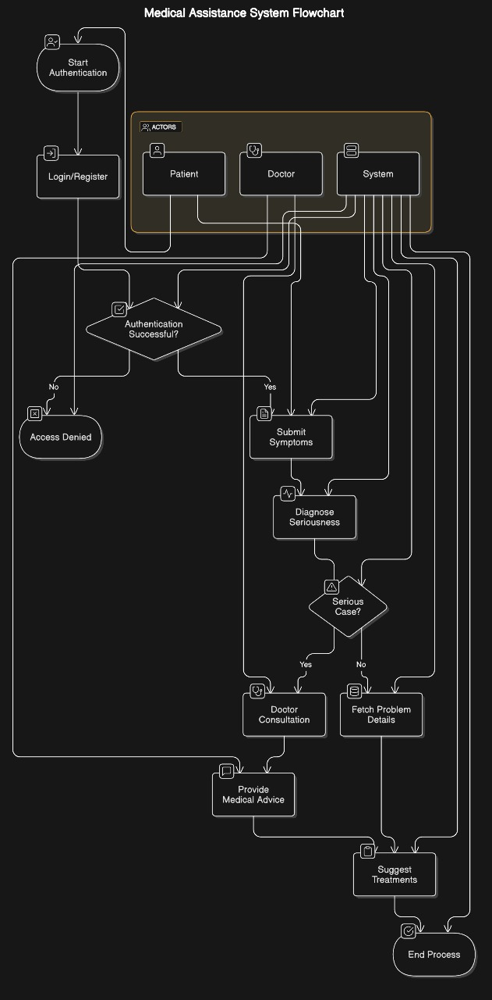 Medical Assistance System Flowchart
Start
Authentication
ACTORS
Patient
Doctor
System
Login/Register
Authentication
Successful?
No
Yes
Access Denied
Submit
Symptoms
Diagnose
Seriousness
Serious
Case?
Yes
No
Doctor
Consultation
Fetch Problem
Details
Provide
Medical Advice
Suggest
Treatments
End Process